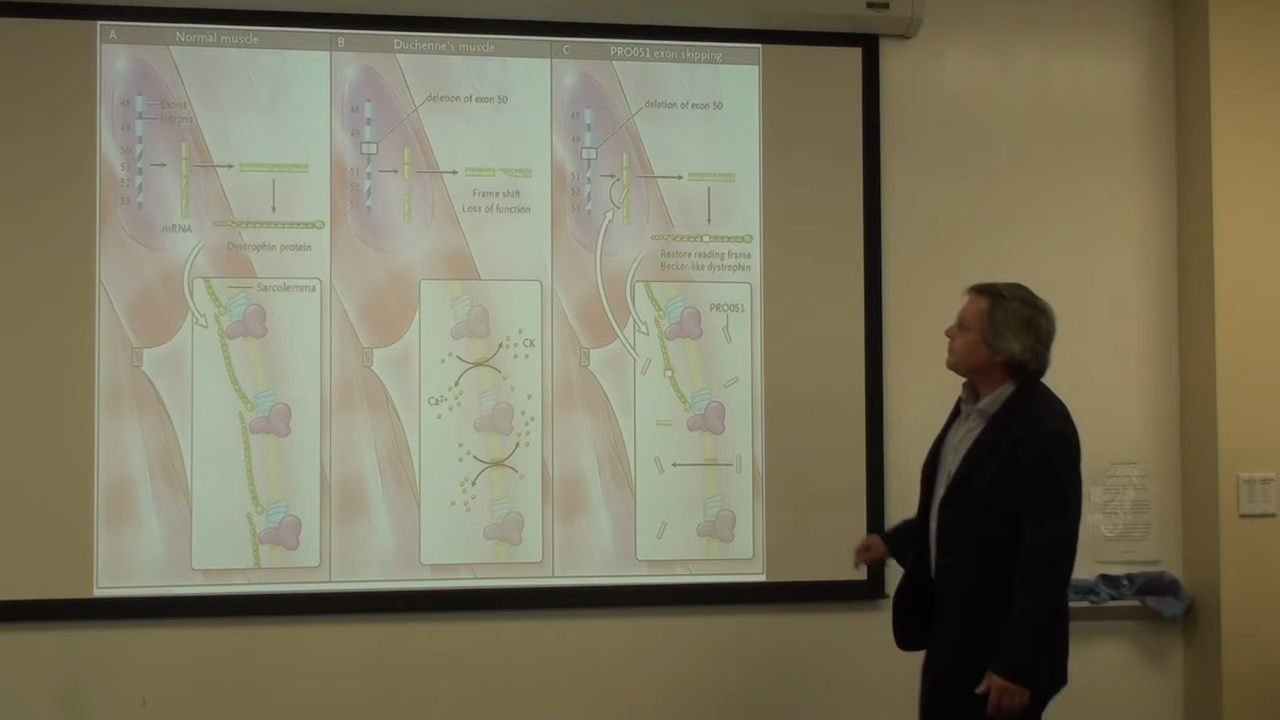 A Normal muscle
48
Exons
Introns
49
50
51
52
53
mRNA
Dystrophin protein
Sarcolemma
B Duchenne's muscle
deletion of exon 50
48
49
51
52
53
Frame shift
Loss of function
CK
Ca²⁺
C PRO051 exon skipping
deletion of exon 50
49
51
52
53
Restore reading frame
Becker-like dystrophin
PRO051